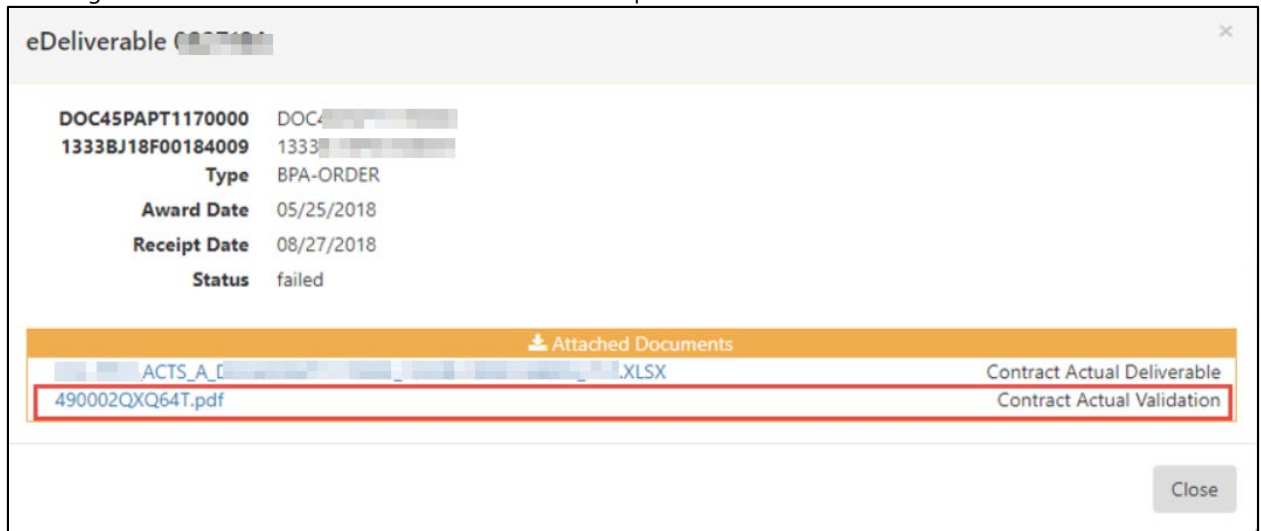 eDeliverable
×
DOC45PAPT1170000 DOC
1333BJ18F00184009 1333
Type BPA-ORDER
Award Date 05/25/2018
Receipt Date 08/27/2018
Status failed
Attached Documents
_ACTS_A_D .XLSX Contract Actual Deliverable
490002QXQ64T.pdf Contract Actual Validation
Close